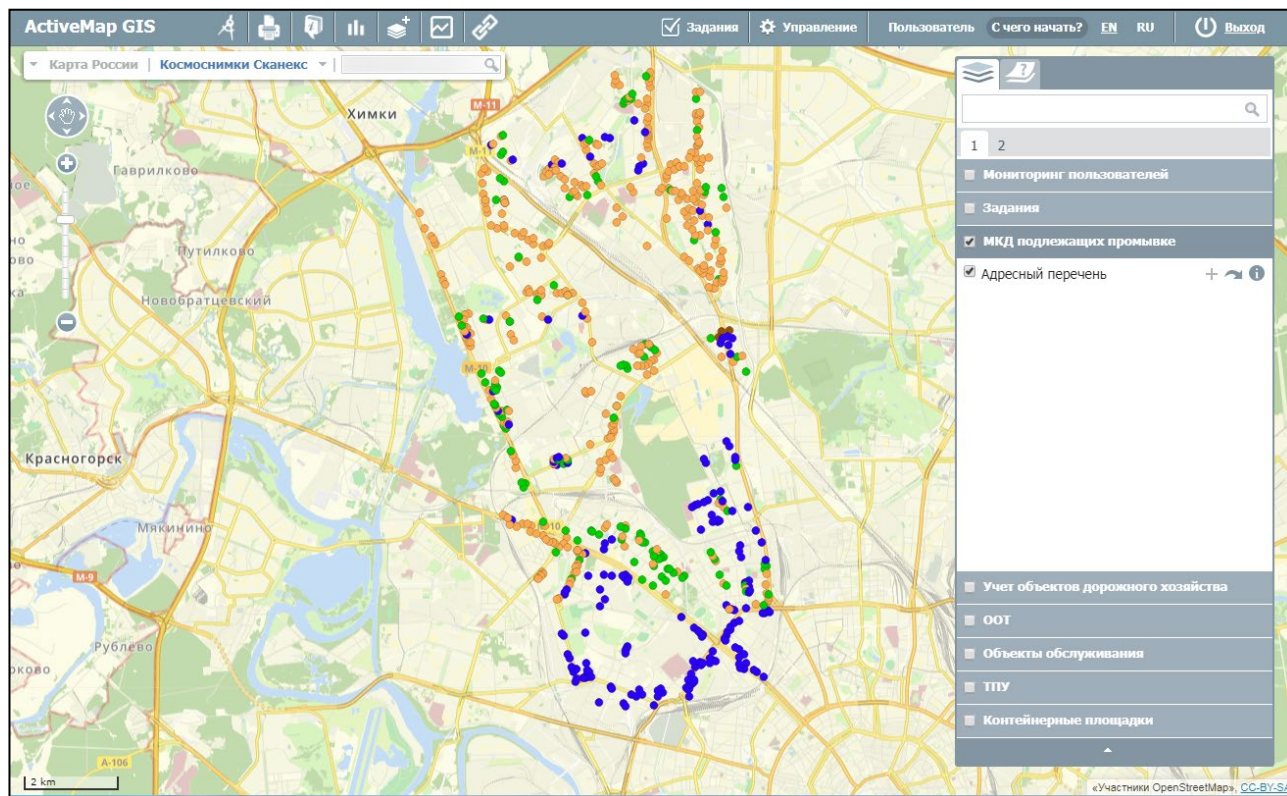 ActiveMap GIS
Задания
Управление
Пользователь
С чего начать?
EN
RU
Выход
Карта России | Космоснимки Сканекс
1
2
Мониторинг пользователей
Задания
МКД подлежащих промывке
Адресный перечень
Учет объектов дорожного хозяйства
ООТ
Объекты обслуживания
ТПУ
Контейнерные площадки
Химки
М-11
М-11
Гаврилково
Путилково
Новобратцевский
М-10
Красногорск
Мякинино
М-9
Рублево
А-106
2 km
«Участники OpenStreetMap», CC-BY-SA